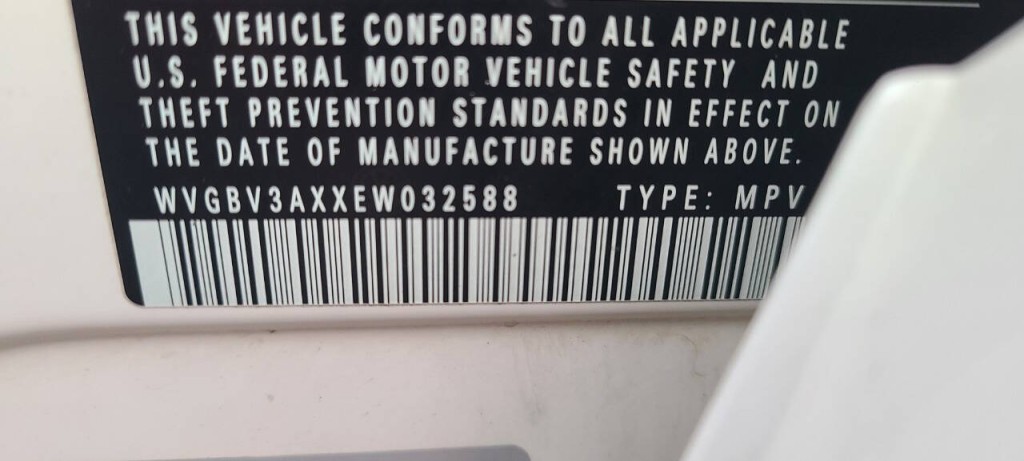 THIS VEHICLE CONFORMS TO ALL APPLICABLE
U.S. FEDERAL MOTOR VEHICLE SAFETY AND
THEFT PREVENTION STANDARDS IN EFFECT ON
THE DATE OF MANUFACTURE SHOWN ABOVE.
WVGBV3AXXEW032588 TYPE: MPV